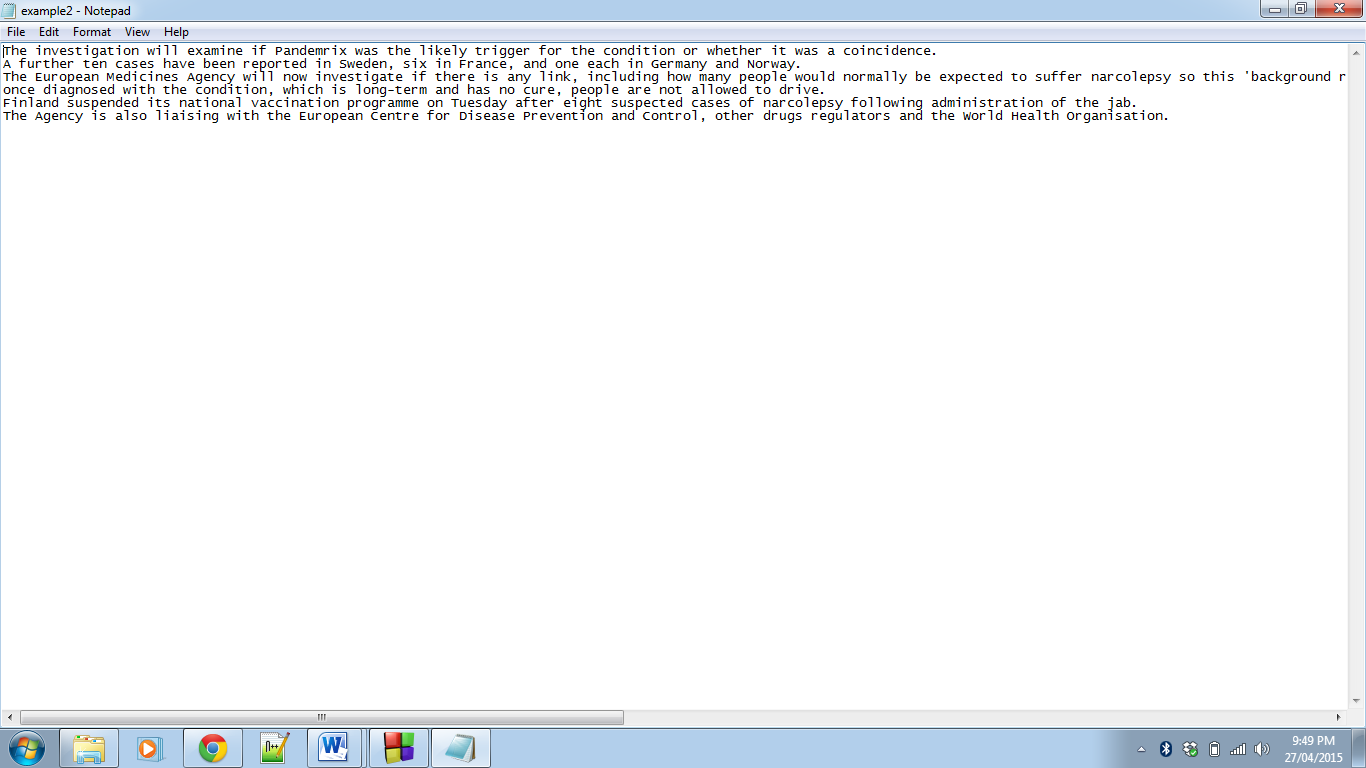 example2 - Notepad
File Edit Format View Help
The investigation will examine if Pandemrix was the likely trigger for the condition or whether it was a coincidence.
A further ten cases have been reported in Sweden, six in France, and one each in Germany and Norway.
The European Medicines Agency will now investigate if there is any link, including how many people would normally be expected to suffer narcolepsy so this 'background r
once diagnosed with the condition, which is long-term and has no cure, people are not allowed to drive.
Finland suspended its national vaccination programme on Tuesday after eight suspected cases of narcolepsy following administration of the jab.
The Agency is also liaising with the European Centre for Disease Prevention and Control, other drugs regulators and the World Health Organisation.
9:49 PM
27/04/2015